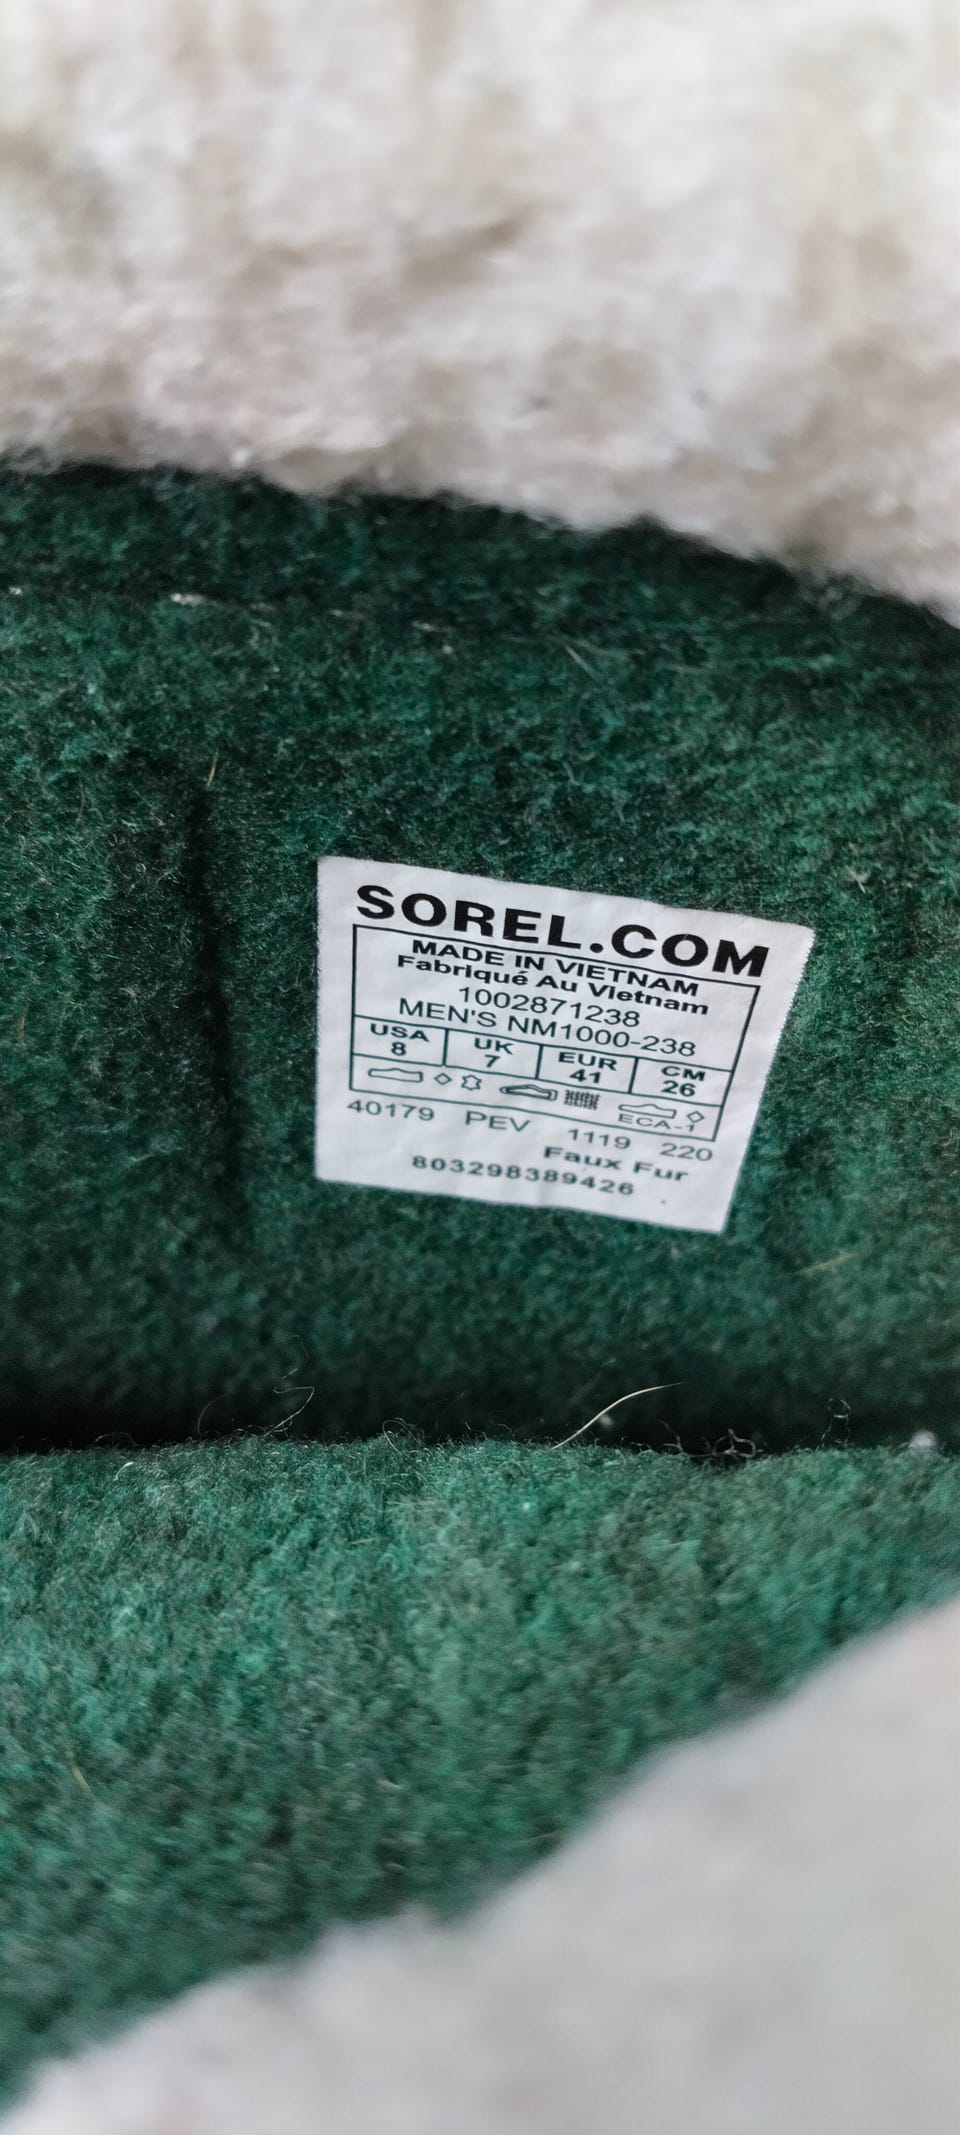 SOREL.COM
MADE IN VIETNAM
Fabriqué Au Vietnam
1002871238
MEN'S NM1000-238
USA UK EUR CM
8 7 41 26
ECA-1
40179 PEV 1119 220
Faux Fur
803298389426